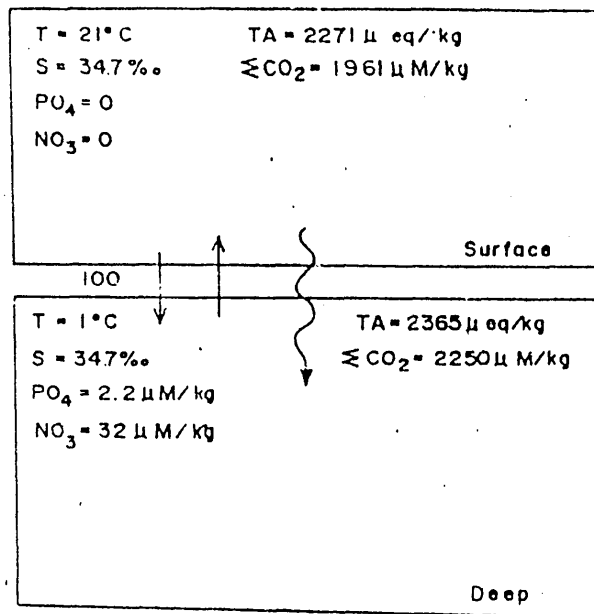 T = 21°C
TA = 2271 μ eq/kg
S = 34.7‰
ΣCO₂ = 1961 μ M/kg
PO₄ = 0
NO₃ = 0
Surface
100
T = 1°C
TA = 2365 μ eq/kg
S = 34.7‰
ΣCO₂ = 2250 μ M/kg
PO₄ = 2.2 μ M/kg
NO₃ = 32 μ M/kg
Deep